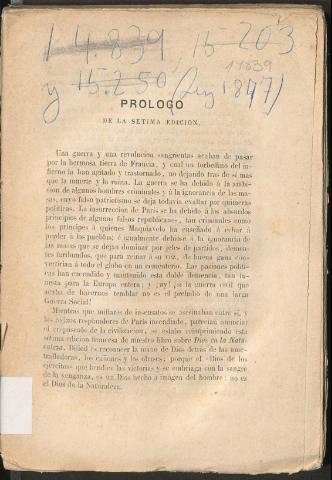 14.839, 15-203
14839
y 15.250 (Ley 1847)
PROLOGO
DE LA SETIMA EDICION.
Una guerra y una revolucion sangrentas acaban de pasar
por la hermosa tierra de Francia, y cual un torbellino del in-
fierno la han agitado y trastornado, no dejando tras de sí mas
que la muerte y la ruina. La guerra se ha debido á la ambi-
cion de algunos hombres criminales y á la ignorancia de las ma-
sas, cuyo falso patriotismo se deja todavía evaluar por quimeras
políticas. La insurreccion de Paris se ha debido á los absurdos
principios de algunos falsos republicanos, tan criminales como
los príncipes á quienes Maquiavelo ha enseñado á echar á
perder á los pueblos; é igualmente débese á la ignorancia de
las masas que se dejan dominar por jefes de partidos, demen-
tes furibundos, que para reinar á su vez, de buena gana con-
vertirian á todo el globo en un cementerio. Las pasiones políti-
cas han encendido y mantenido esta doble demencia, tan fu-
nesta para la Europa entera; y ¡ay! ¡si la guerra civil que
acaba de hacernos temblar no es el preludio de una larga
Guerra Social!
Mientras que millares de insensatos se asesinaban entre sí, y
los rojizos resplandores de Paris incendiado, parecian anunciar
el crepúsculo de la civilizacion, se estaba reimprimiendo esta
sétima edicion francesa de nuestro libro sobre Dios en la Natu-
raleza. Difícil es reconocer la mano de Dios detrás de las ame-
tralladoras, los cañones y los obuses; porque el «Dios de los
ejércitos» que bendice las victorias y se embriaga con la sangre
de la venganza, es un Dios hecho á imágen del hombre: no es
el Dios de la Naturaleza.